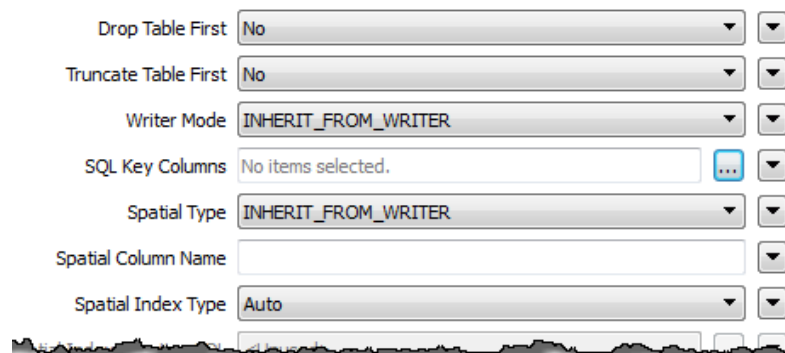 Drop Table First No
Truncate Table First No
Writer Mode INHERIT_FROM_WRITER
SQL Key Columns No items selected. ...
Spatial Type INHERIT_FROM_WRITER
Spatial Column Name
Spatial Index Type Auto